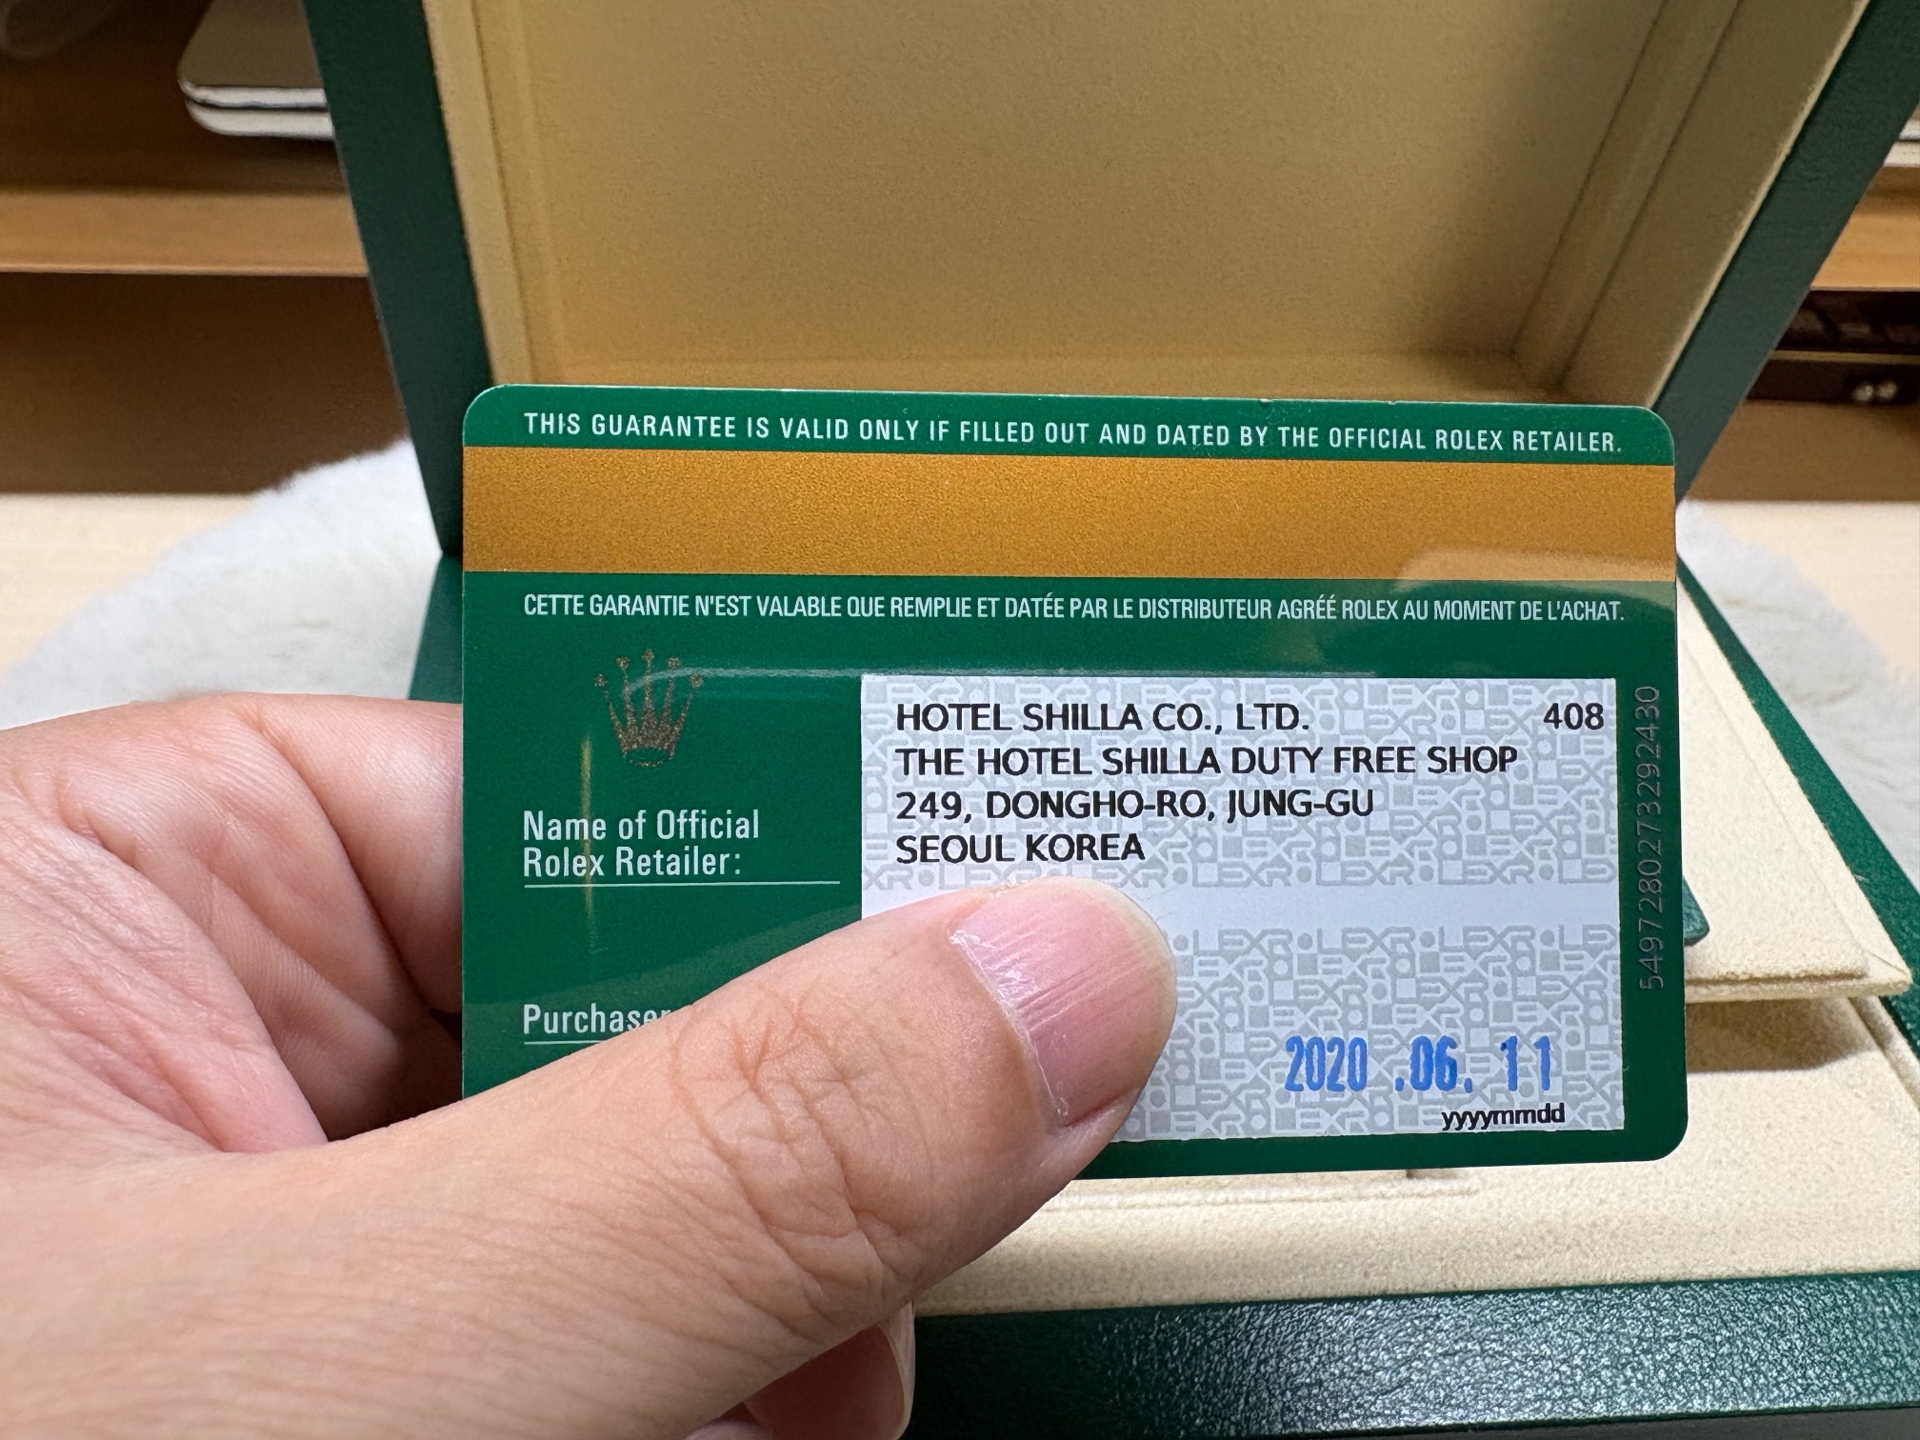 THIS GUARANTEE IS VALID ONLY IF FILLED OUT AND DATED BY THE OFFICIAL ROLEX RETAILER.
CETTE GARANTIE N'EST VALABLE QUE REMPLIE ET DATÉE PAR LE DISTRIBUTEUR AGRÉÉ ROLEX AU MOMENT DE L'ACHAT.
Name of Official
Rolex Retailer:
HOTEL SHILLA CO., LTD. 408
THE HOTEL SHILLA DUTY FREE SHOP
249, DONGHO-RO, JUNG-GU
SEOUL KOREA
5497280273292430
Purchaser
2020 .06. 11
yyyymmdd